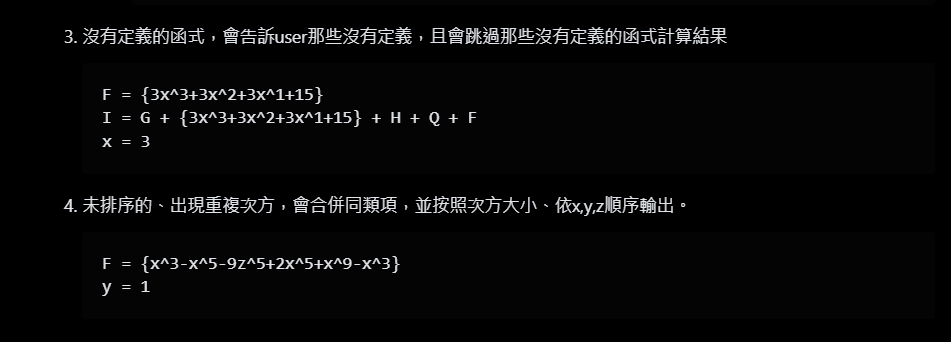 3. 沒有定義的函式，會告訴user那些沒有定義，且會跳過那些沒有定義的函式計算結果
F = {3x^3+3x^2+3x^1+15}
I = G + {3x^3+3x^2+3x^1+15} + H + Q + F
x = 3
4. 未排序的、出現重複次方，會合併同類項，並按照次方大小、依x,y,z順序輸出。
F = {x^3-x^5-9z^5+2x^5+x^9-x^3}
y = 1